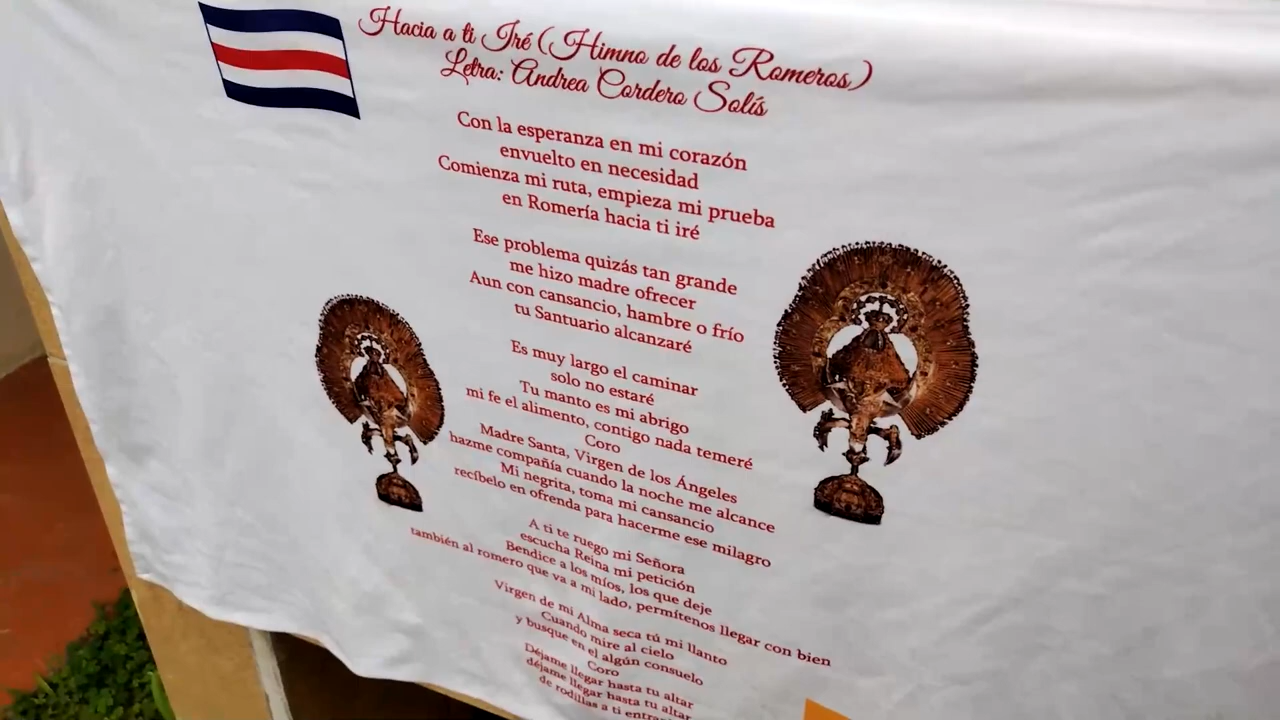 Hacia a ti Iré (Himno de los Romeros)
Letra: Andrea Cordero Solís
Con la esperanza en mi corazón
envuelto en necesidad
Comienza mi ruta, empieza mi prueba
en Romería hacia ti iré
Ese problema quizás tan grande
me hizo madre ofrecer
Aun con cansancio, hambre o frío
tu Santuario alcanzaré
Es muy largo el caminar
solo no estaré
Tu manto es mi abrigo
mi fe el alimento, contigo nada temeré
Coro
Madre Santa, Virgen de los Ángeles
hazme compañía cuando la noche me alcance
Mi negrita, toma mi cansancio
recíbelo en ofrenda para hacerme ese milagro
A ti te ruego mi Señora
escucha Reina mi petición
Bendice a los míos, los que deje
también al romero que va a mi lado, permítenos llegar con bien
Virgen de mi Alma seca tú mi llanto
Cuando mire al cielo
y busque en el algún consuelo
Coro
Déjame llegar hasta tu altar
déjame llegar hasta tu altar
de rodillas a ti